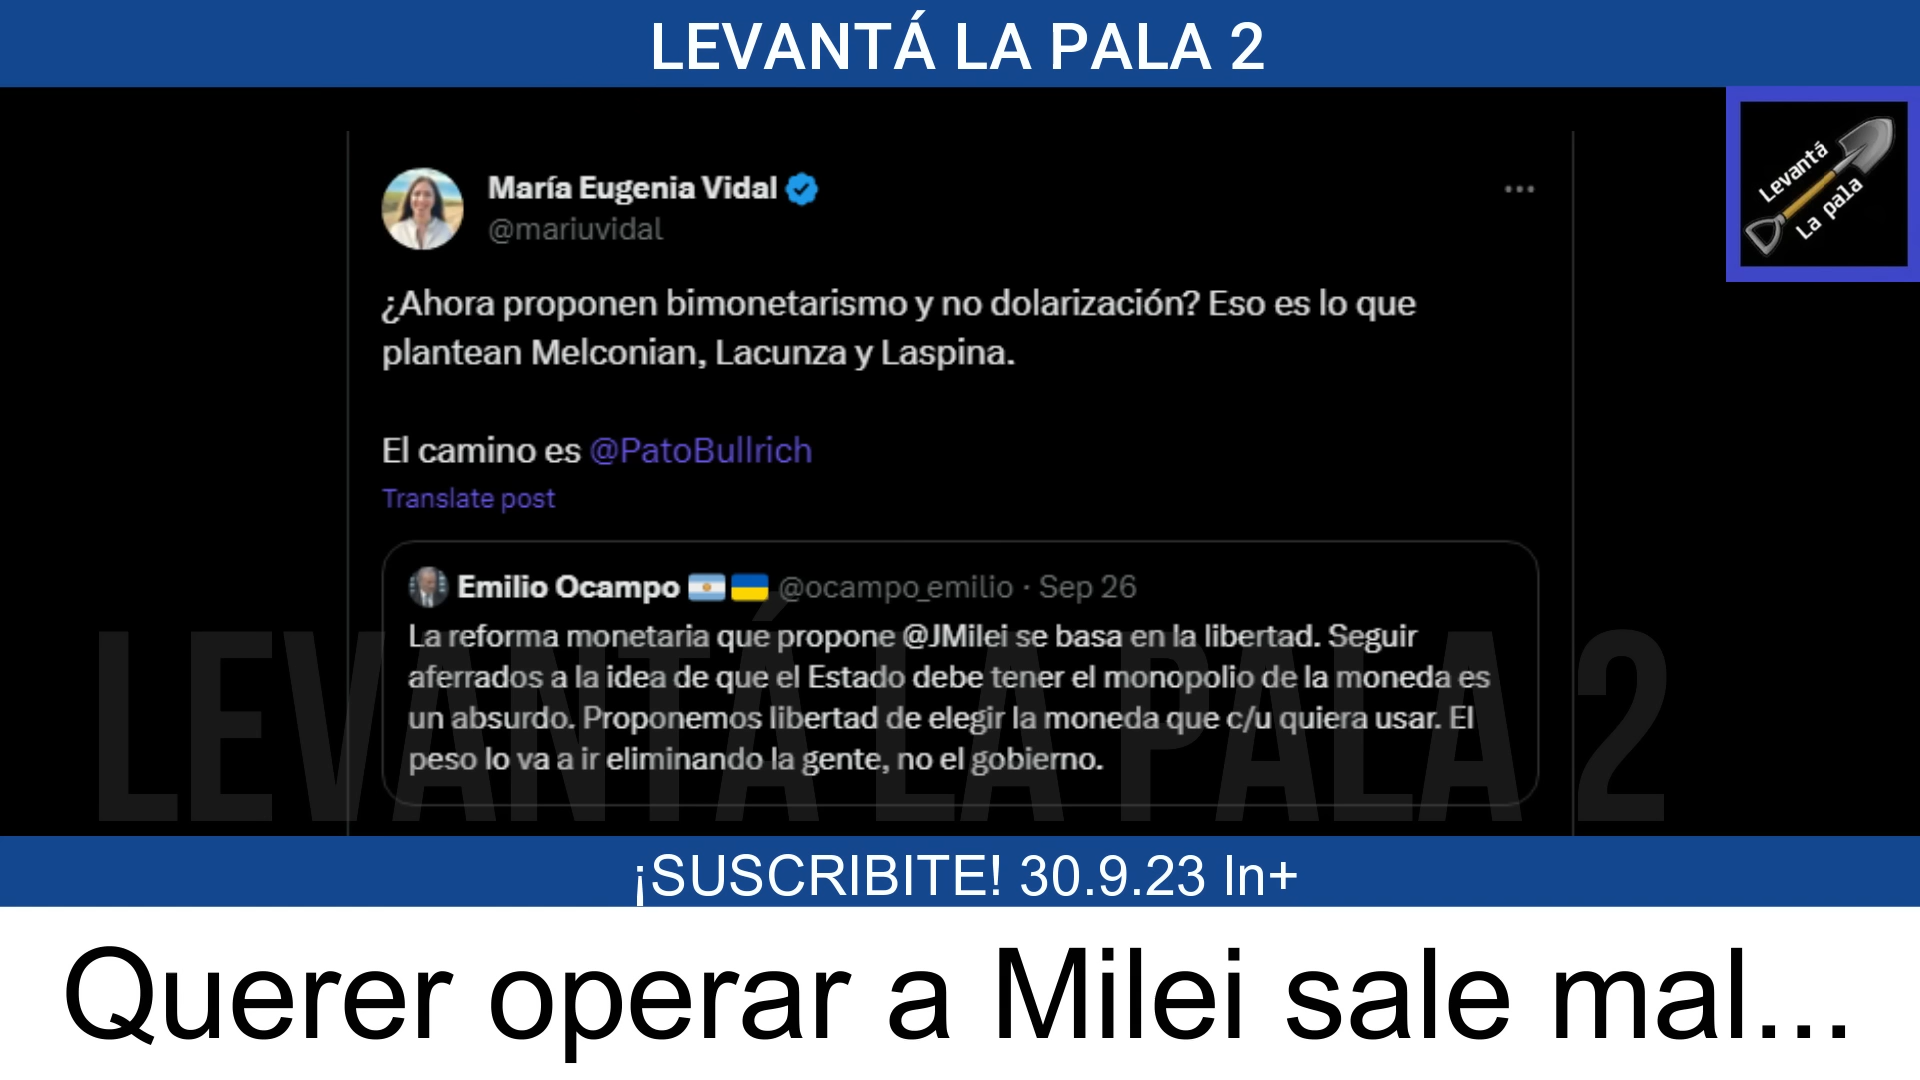 LEVANTÁ LA PALA 2
Levantá
La pala
María Eugenia Vidal
@mariuvidal
¿Ahora proponen bimonetarismo y no dolarización? Eso es lo que
plantean Melconian, Lacunza y Laspina.
El camino es @PatoBullrich
Translate post
Emilio Ocampo 🇦🇷🇺🇦 @ocampo_emilio · Sep 26
La reforma monetaria que propone @JMilei se basa en la libertad. Seguir
aferrados a la idea de que el Estado debe tener el monopolio de la moneda es
un absurdo. Proponemos libertad de elegir la moneda que c/u quiera usar. El
peso lo va a ir eliminando la gente, no el gobierno.
LEVANTÁ LA PALA 2
¡SUSCRIBITE! 30.9.23 In+
Querer operar a Milei sale mal...